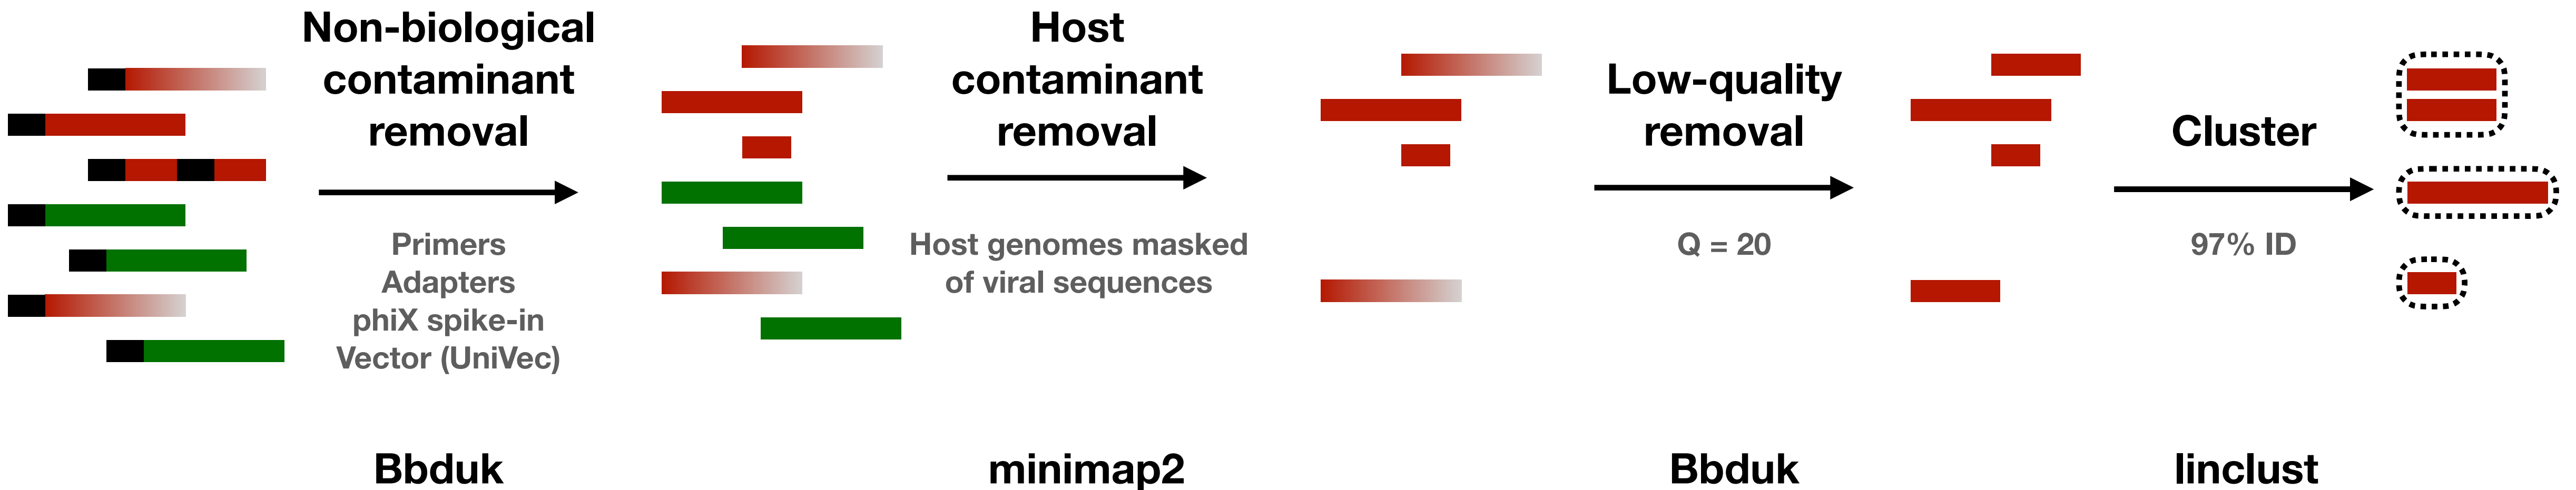 Non-biological
contaminant
removal
Primers
Adapters
phiX spike-in
Vector (UniVec)
Bbduk
Host
contaminant
removal
Host genomes masked
of viral sequences
minimap2
Low-quality
removal
Q = 20
Bbduk
Cluster
97% ID
linclust